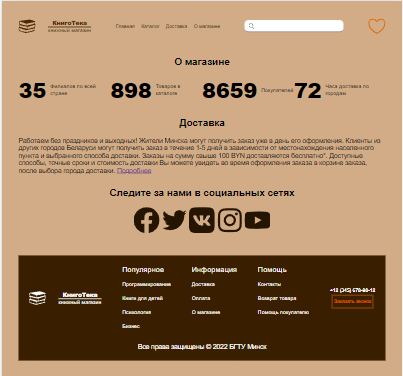 КнигоТека
книжный магазин
Главная Каталог Доставка О магазине
О магазине
35 Филиалов по всей стране
898 Товаров в каталоге
8659 Покупателей
72 Часа доставка по городам
Доставка
Работаем без праздников и выходных! Жители Минска могут получить заказ уже в день его оформления. Клиенты из
других городов Беларуси могут получить заказ в течение 1-5 дней в зависимости от местонахождения населенного
пункта и выбранного способа доставки. Заказы на сумму свыше 100 BYN доставляются бесплатно*. Доступные
способы, точные сроки и стоимость доставки Вы можете увидеть во время оформления заказа в корзине заказа,
после выбора города доставки. Подробнее
Следите за нами в социальных сетях
КнигоТека
книжный магазин
Популярное
Программирование
Книги для детей
Психология
Бизнес
Информация
Доставка
Оплата
О магазине
Помощь
Контакты
Возврат товара
Помощь покупателю
Заказать звонок
Все права защищены © 2022 БГТУ Минск